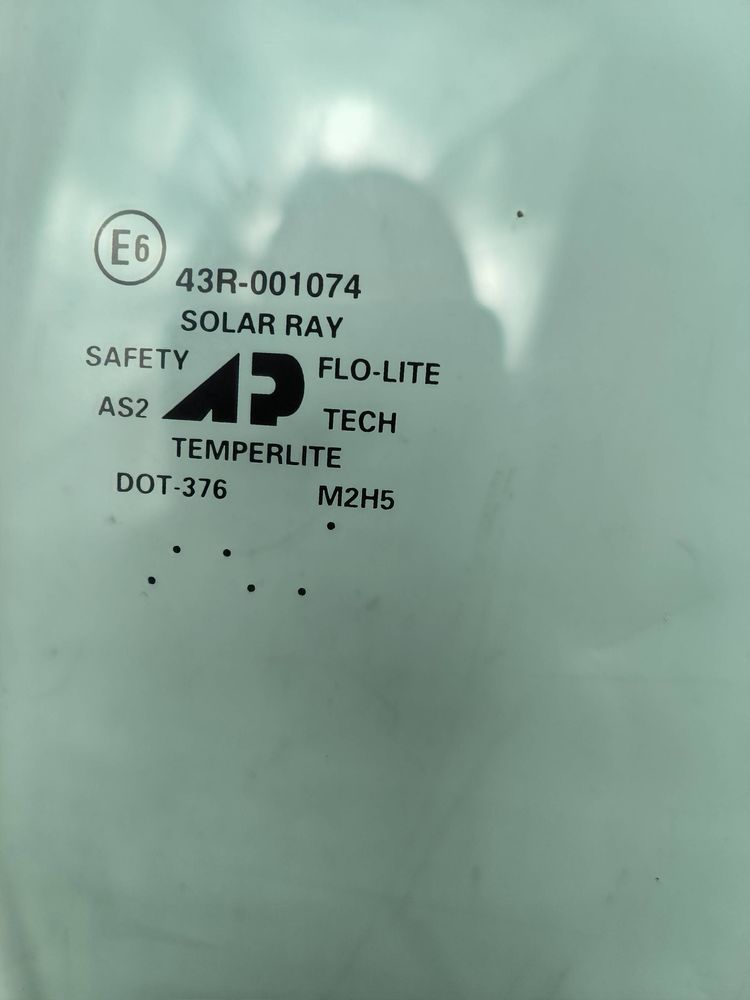 E6
43R-001074
SOLAR RAY
SAFETY AP FLO-LITE
AS2 TECH
TEMPERLITE
DOT-376 M2H5